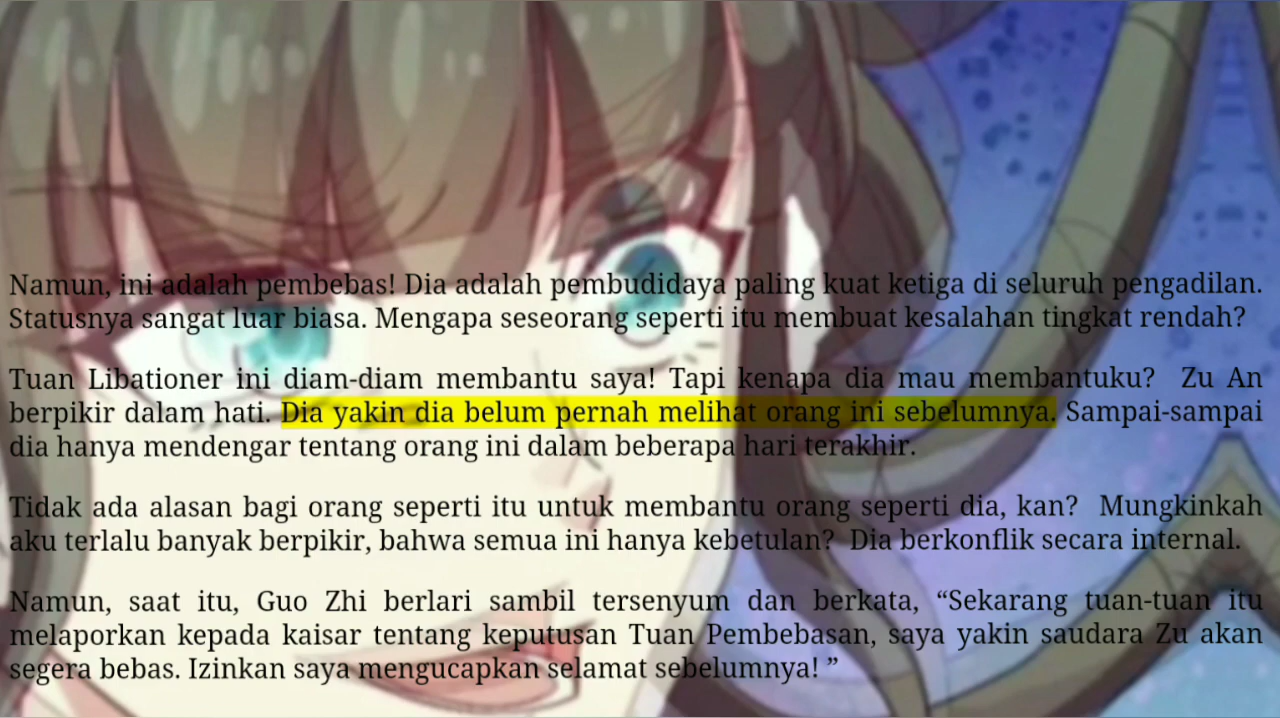 Namun, ini adalah pembebas! Dia adalah pembudidaya paling kuat ketiga di seluruh pengadilan.
Statusnya sangat luar biasa. Mengapa seseorang seperti itu membuat kesalahan tingkat rendah?
Tuan Libationer ini diam-diam membantu saya! Tapi kenapa dia mau membantuku? Zu An
berpikir dalam hati. Dia yakin dia belum pernah melihat orang ini sebelumnya. Sampai-sampai
dia hanya mendengar tentang orang ini dalam beberapa hari terakhir.
Tidak ada alasan bagi orang seperti itu untuk membantu orang seperti dia, kan? Mungkinkah
aku terlalu banyak berpikir, bahwa semua ini hanya kebetulan? Dia berkonflik secara internal.
Namun, saat itu, Guo Zhi berlari sambil tersenyum dan berkata, “Sekarang tuan-tuan itu
melaporkan kepada kaisar tentang keputusan Tuan Pembebasan, saya yakin saudara Zu akan
segera bebas. Izinkan saya mengucapkan selamat sebelumnya! ”